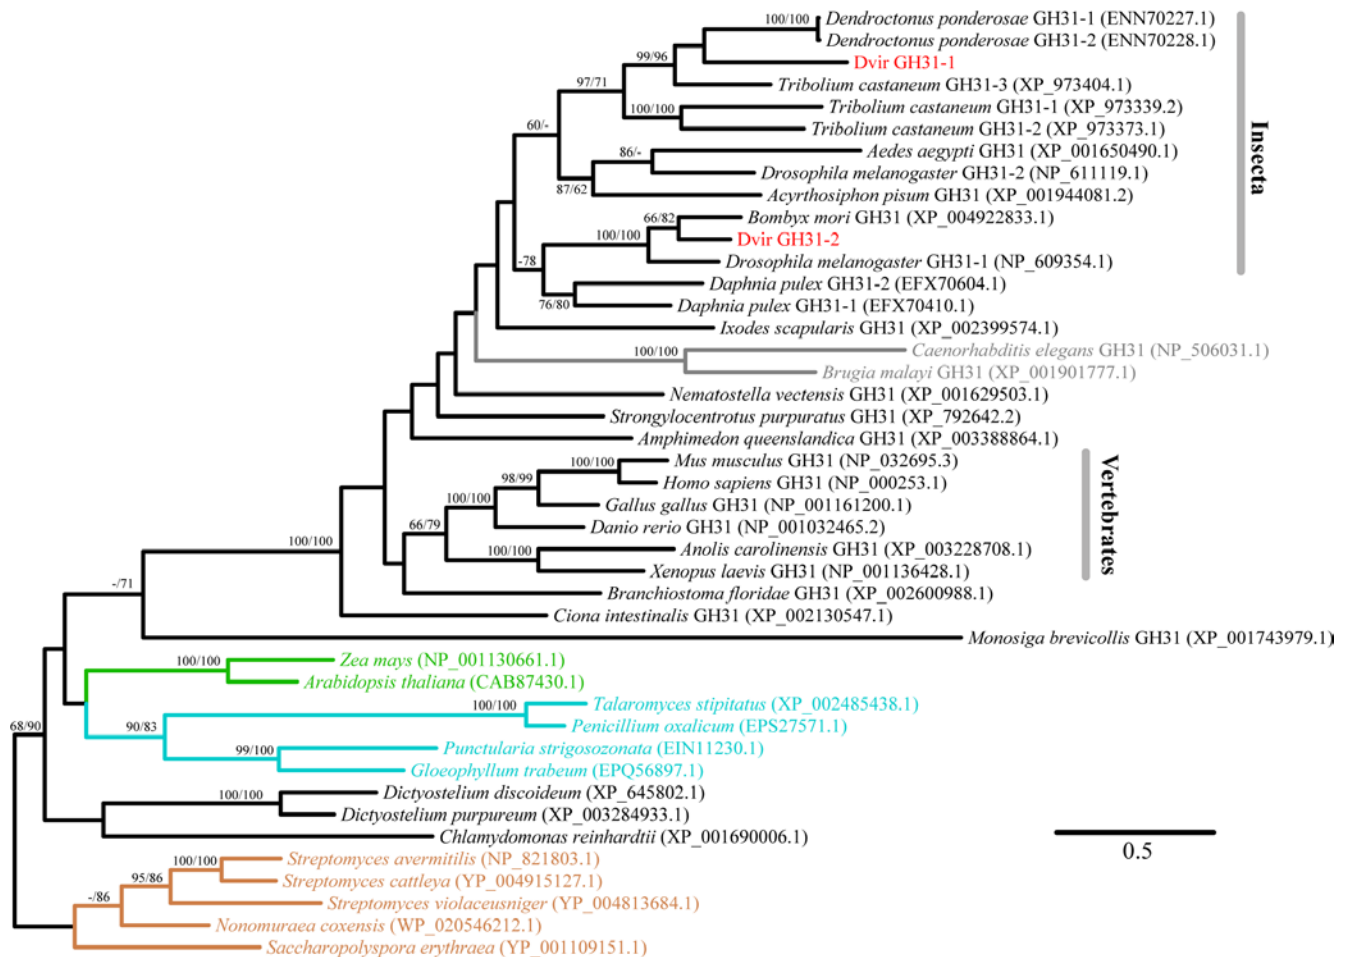 100/100 Dendroctonus ponderosae GH31-1 (ENN70227.1)
Dendroctonus ponderosae GH31-2 (ENN70228.1)
99/96 Dvir GH31-1
97/71 Tribolium castaneum GH31-3 (XP_973404.1)
100/100 Tribolium castaneum GH31-1 (XP_973339.2)
60/- Tribolium castaneum GH31-2 (XP_973373.1)
86/- Aedes aegypti GH31 (XP_001650490.1)
Drosophila melanogaster GH31-2 (NP_611119.1)
87/62 Acyrthosiphon pisum GH31 (XP_001944081.2)
66/82 Bombyx mori GH31 (XP_004922833.1)
100/100 Dvir GH31-2
-78 Drosophila melanogaster GH31-1 (NP_609354.1)
Daphnia pulex GH31-2 (EFX70604.1)
76/80 Daphnia pulex GH31-1 (EFX70410.1)
Insecta
Ixodes scapularis GH31 (XP_002399574.1)
100/100 Caenorhabditis elegans GH31 (NP_506031.1)
Brugia malayi GH31 (XP_001901777.1)
Nematostella vectensis GH31 (XP_001629503.1)
Strongylocentrotus purpuratus GH31 (XP_792642.2)
Amphimedon queenslandica GH31 (XP_003388864.1)
100/100 Mus musculus GH31 (NP_032695.3)
98/99 Homo sapiens GH31 (NP_000253.1)
100/100 Gallus gallus GH31 (NP_001161200.1)
66/79 Danio rerio GH31 (NP_001032465.2)
100/100 100/100 Anolis carolinensis GH31 (XP_003228708.1)
Xenopus laevis GH31 (NP_001136428.1)
Vertebrates
-/71 Branchiostoma floridae GH31 (XP_002600988.1)
Ciona intestinalis GH31 (XP_002130547.1)
Monosiga brevicollis GH31 (XP_001743979.1)
100/100 Zea mays (NP_001130661.1)
Arabidopsis thaliana (CAB87430.1)
100/100 Talaromyces stipitatus (XP_002485438.1)
68/90 90/83 Penicillium oxalicum (EPS27571.1)
99/100 Punctularia strigosozonata (EIN11230.1)
Gloeophyllum trabeum (EPQ56897.1)
100/100 Dictyostelium discoideum (XP_645802.1)
Dictyostelium purpureum (XP_003284933.1)
Chlamydomonas reinhardtii (XP_001690006.1)
0.5
100/100 Streptomyces avermitilis (NP_821803.1)
95/86 Streptomyces cattleya (YP_004915127.1)
-/86 Streptomyces violaceusniger (YP_004813684.1)
Nonomuraea coxensis (WP_020546212.1)
Saccharopolyspora erythraea (YP_001109151.1)